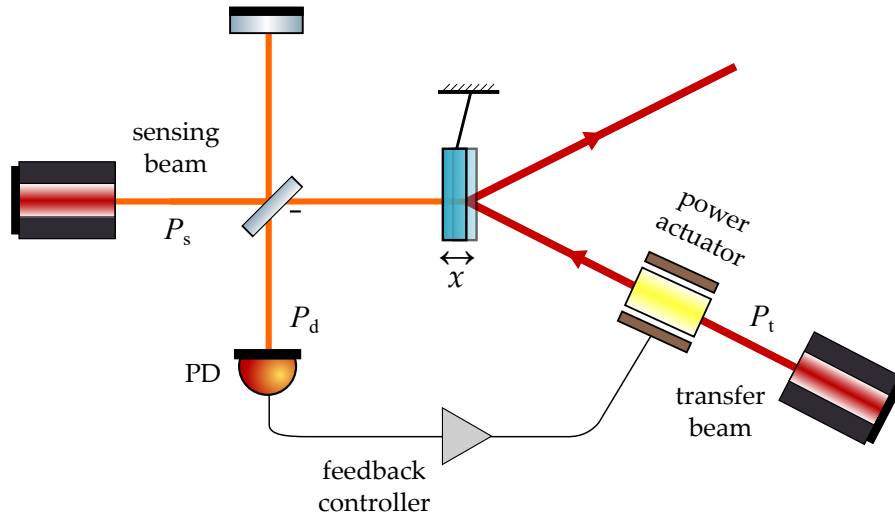 sensing
beam
P_s
x
power
actuator
P_d
P_t
PD
transfer
beam
feedback
controller